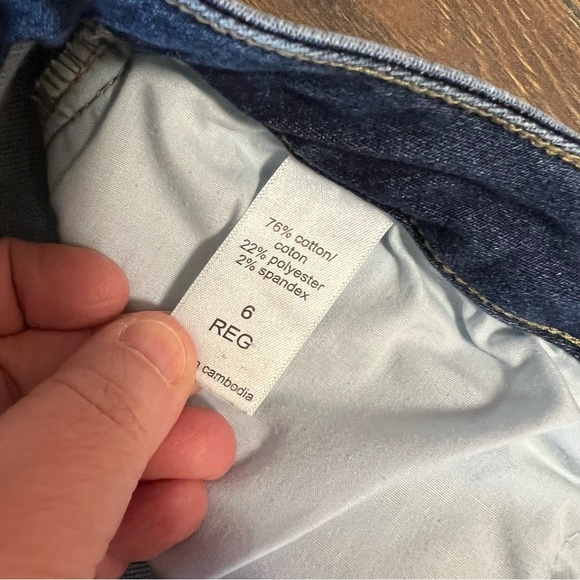 76% cotton/
coton
22% polyester
2% spandex
6
REG
cambodia